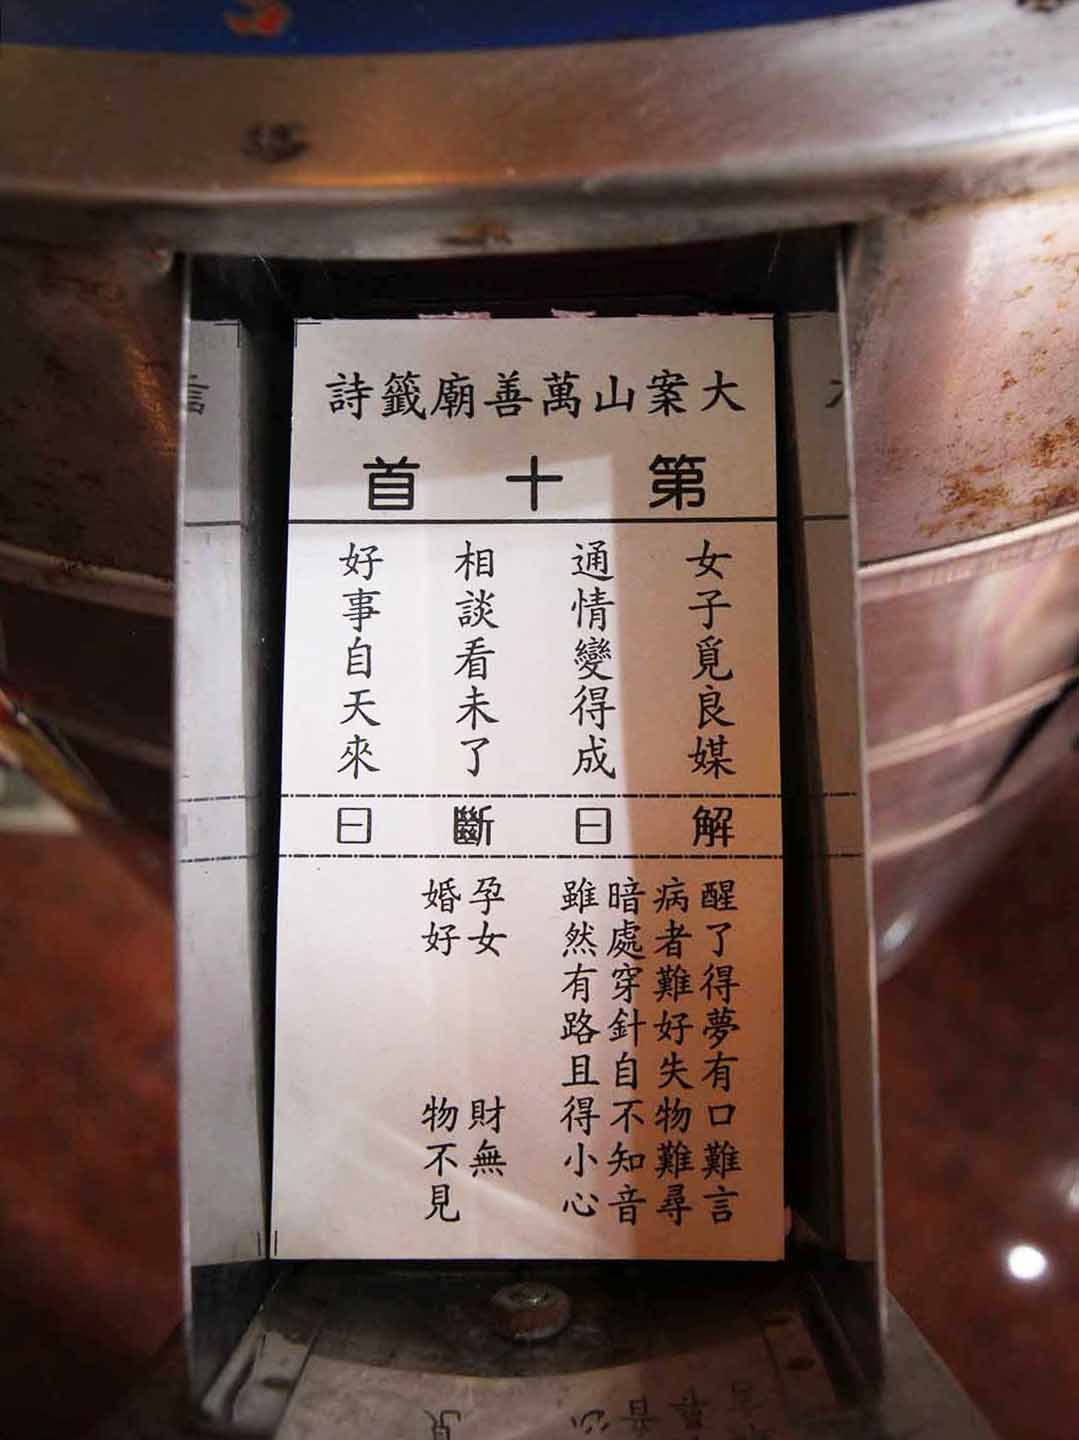 大案山萬善廟籤詩
第十首
女子覓良媒
通情變得成
相談看未了
好事自天來
解曰
斷曰
醒了得夢有口難言
病者難好失物難尋
暗處穿針自不知音
雖然有路且得小心
孕女 財無
婚好 物不見